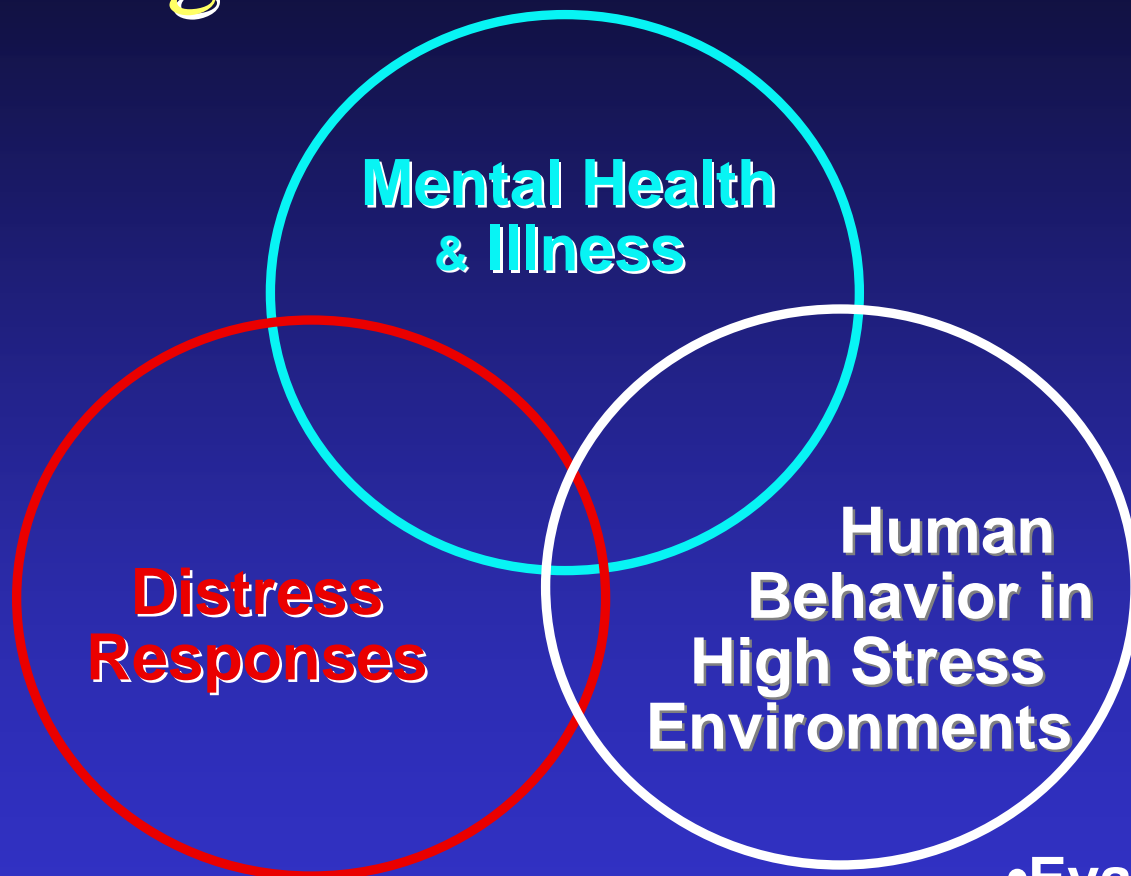 Mental Health
& Illness
Distress
Responses
Human
Behavior in
High Stress
Environments